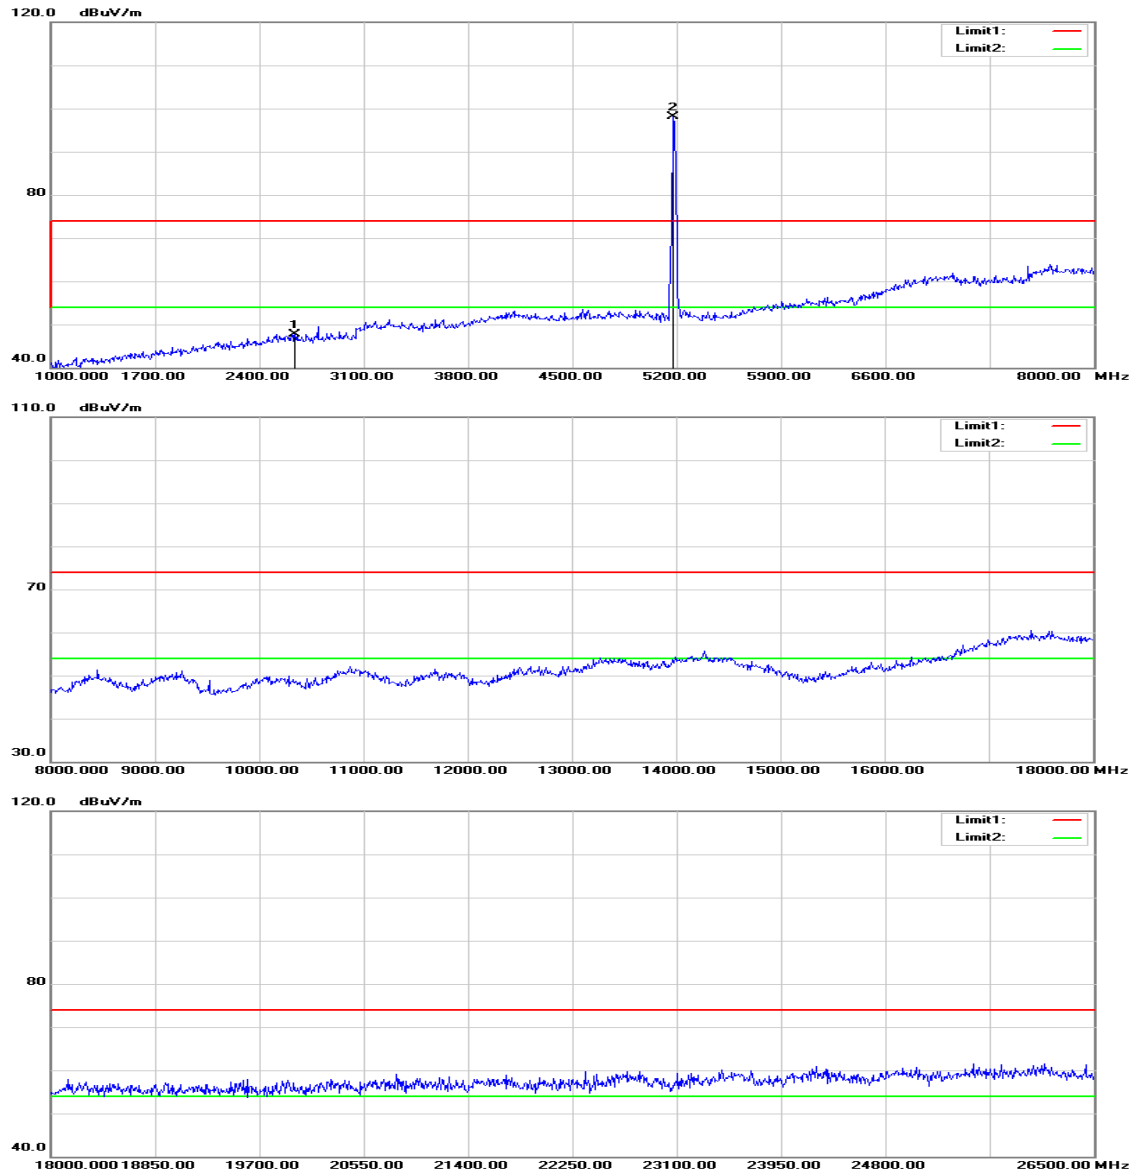 120.0 dBuV/m
Limit1:
Limit2:
2
80
1
40.0
1000.000 1700.00 2400.00 3100.00 3800.00 4500.00 5200.00 5900.00 6600.00 8000.00 MHz
110.0 dBuV/m
Limit1:
Limit2:
70
30.0
8000.000 9000.00 10000.00 11000.00 12000.00 13000.00 14000.00 15000.00 16000.00 18000.00 MHz
120.0 dBuV/m
Limit1:
Limit2:
80
40.0
18000.000 18850.00 19700.00 20550.00 21400.00 22250.00 23100.00 23950.00 24800.00 26500.00 MHz